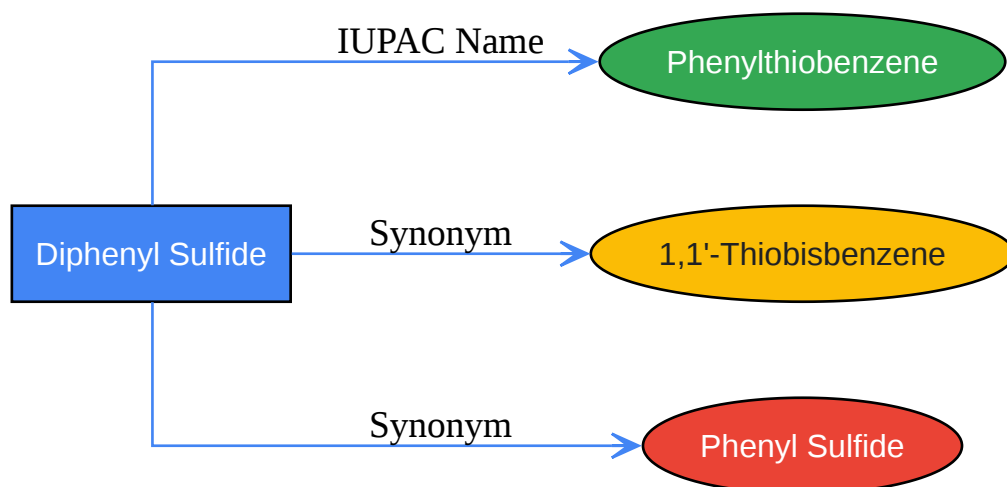 IUPAC Name
Phenylthiobenzene
Diphenyl Sulfide
Synonym
1,1'-Thiobisbenzene
Synonym
Phenyl Sulfide